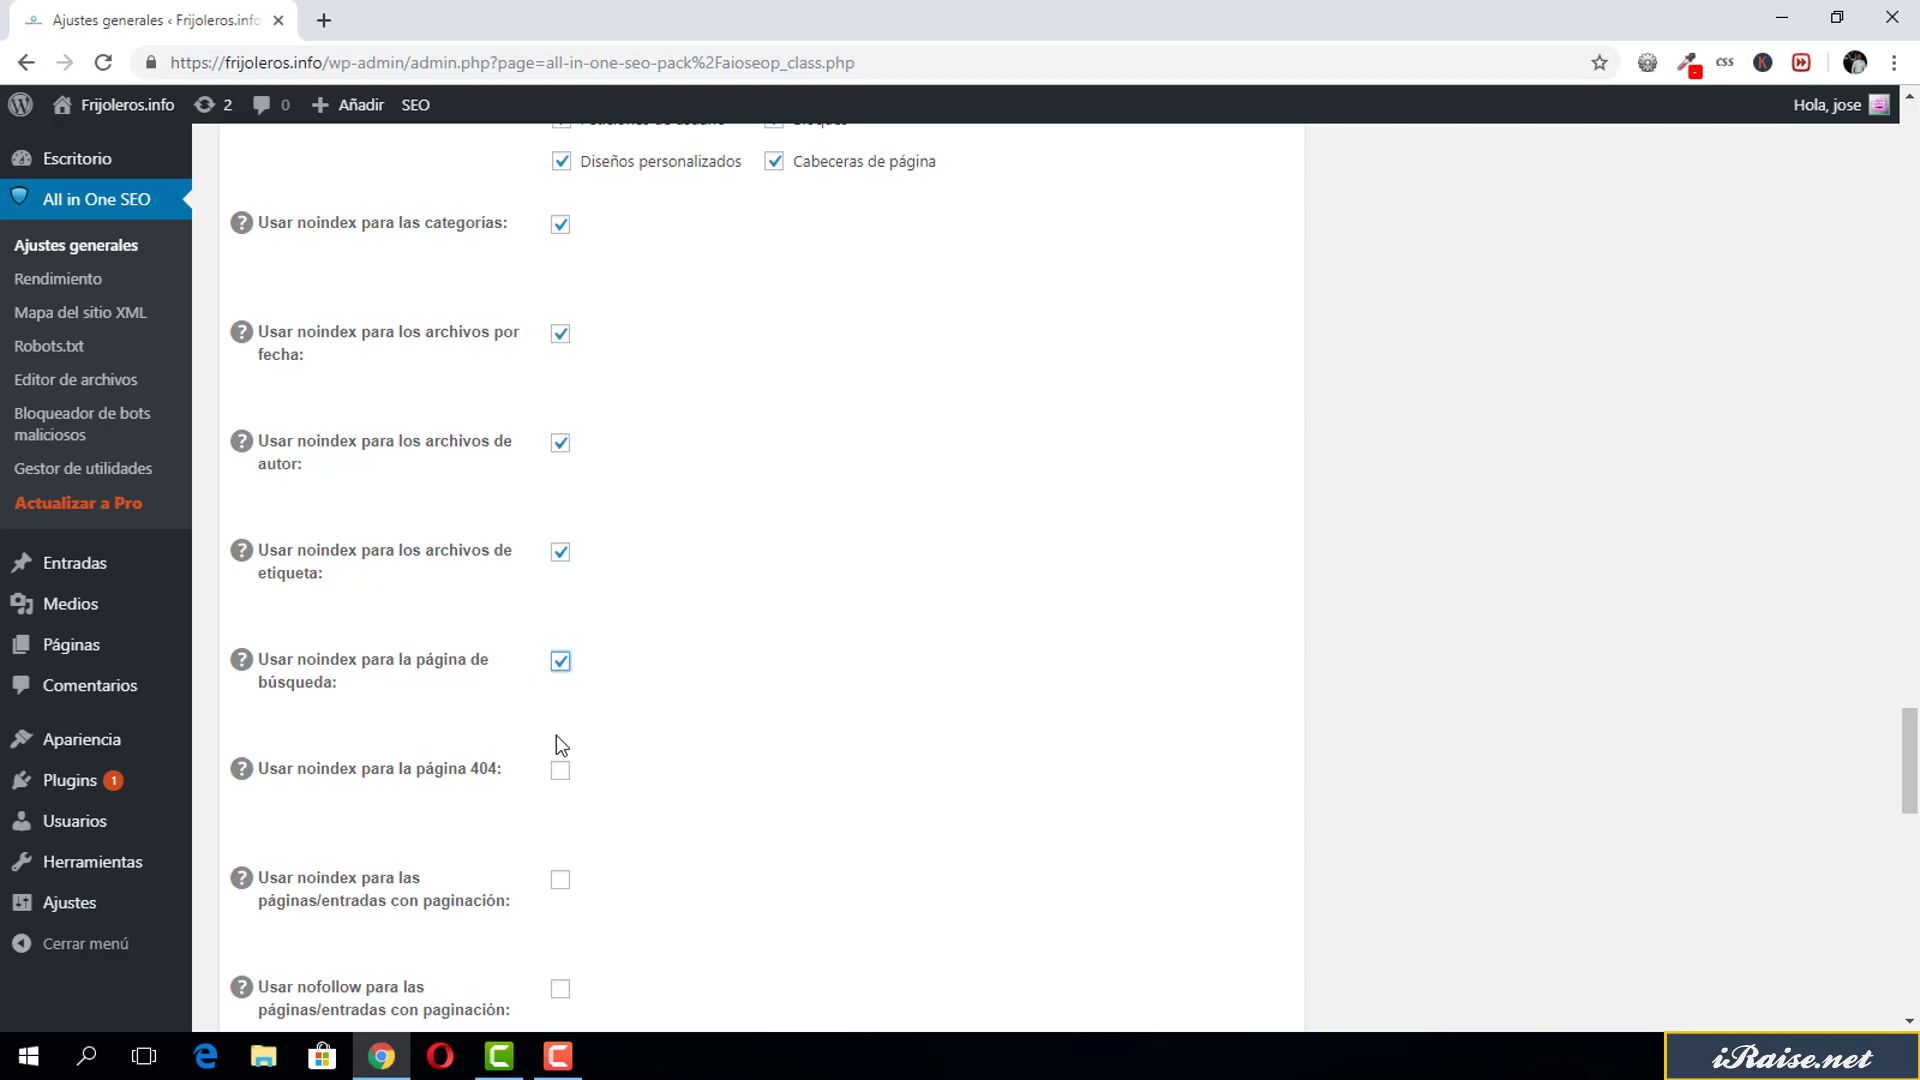 Ajustes generales ‹ Frijoleros.info
https://frijoleros.info/wp-admin/admin.php?page=all-in-one-seo-pack%2Faioseop_class.php
CSS
K
Frijoleros.info 2 0 Añadir SEO
Hola, jose
Escritorio
All in One SEO
Ajustes generales
Rendimiento
Mapa del sitio XML
Robots.txt
Editor de archivos
Bloqueador de bots
maliciosos
Gestor de utilidades
Actualizar a Pro
Entradas
Medios
Páginas
Comentarios
Apariencia
Plugins 1
Usuarios
Herramientas
Ajustes
Cerrar menú
Diseños personalizados Cabeceras de página
Usar noindex para las categorías:
Usar noindex para los archivos por
fecha:
Usar noindex para los archivos de
autor:
Usar noindex para los archivos de
etiqueta:
Usar noindex para la página de
búsqueda:
Usar noindex para la página 404:
Usar noindex para las
páginas/entradas con paginación:
Usar nofollow para las
páginas/entradas con paginación:
iRaise.net